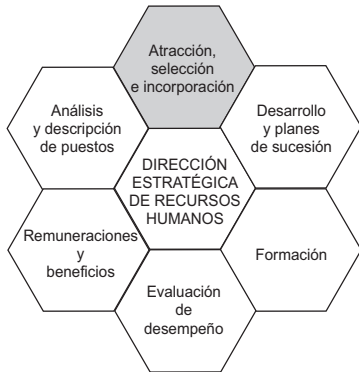 Atracción,
selección
e incorporación
Análisis
y descripción
de puestos
Desarrollo
y planes
de sucesión
DIRECCIÓN
ESTRATÉGICA
DE RECURSOS
HUMANOS
Remuneraciones
y
beneficios
Formación
Evaluación
de
desempeño